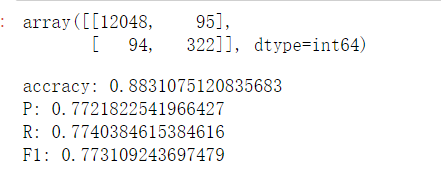 : array([[12048, 95],
[ 94, 322]], dtype=int64)
accracy: 0.8831075120835683
P: 0.7721822541966427
R: 0.7740384615384616
F1: 0.773109243697479